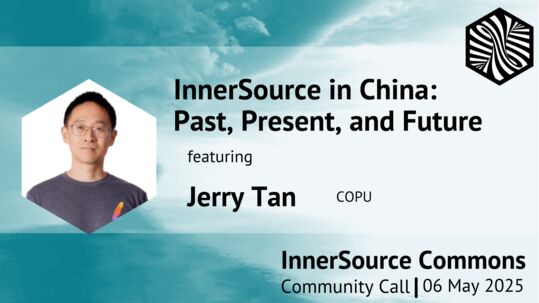 InnerSource in China:
Past, Present, and Future
featuring
Jerry Tan COPU
InnerSource Commons
Community Call | 06 May 2025